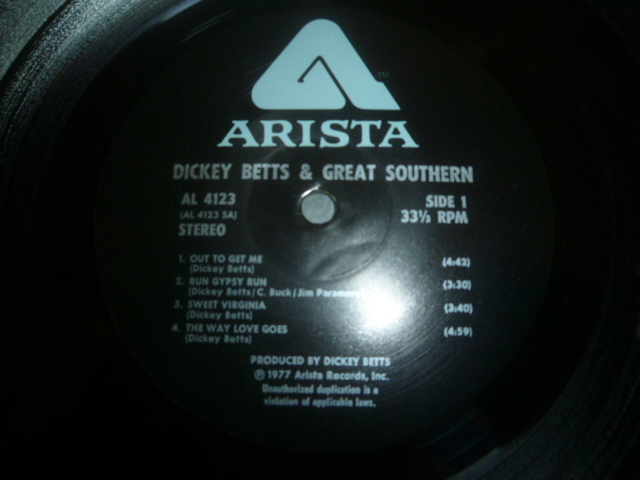 TM
ARISTA
DICKEY BETTS & GREAT SOUTHERN
AL 4123
(AL 4123 SA)
STEREO
SIDE 1
33⅓ RPM
1. OUT TO GET ME (4:42)
(Dickey Betts)
2. RUN GYPSY RUN (3:30)
(Dickey Betts/C. Buck/Jim
3. SWEET VIRGINIA (3:40)
(Dickey Betts)
4. THE WAY LOVE GOES (4:59)
(Dickey Betts)
PRODUCED BY DICKEY BETTS
℗ 1977 Arista Records, Inc.
Unauthorized duplication is a
violation of applicable laws.